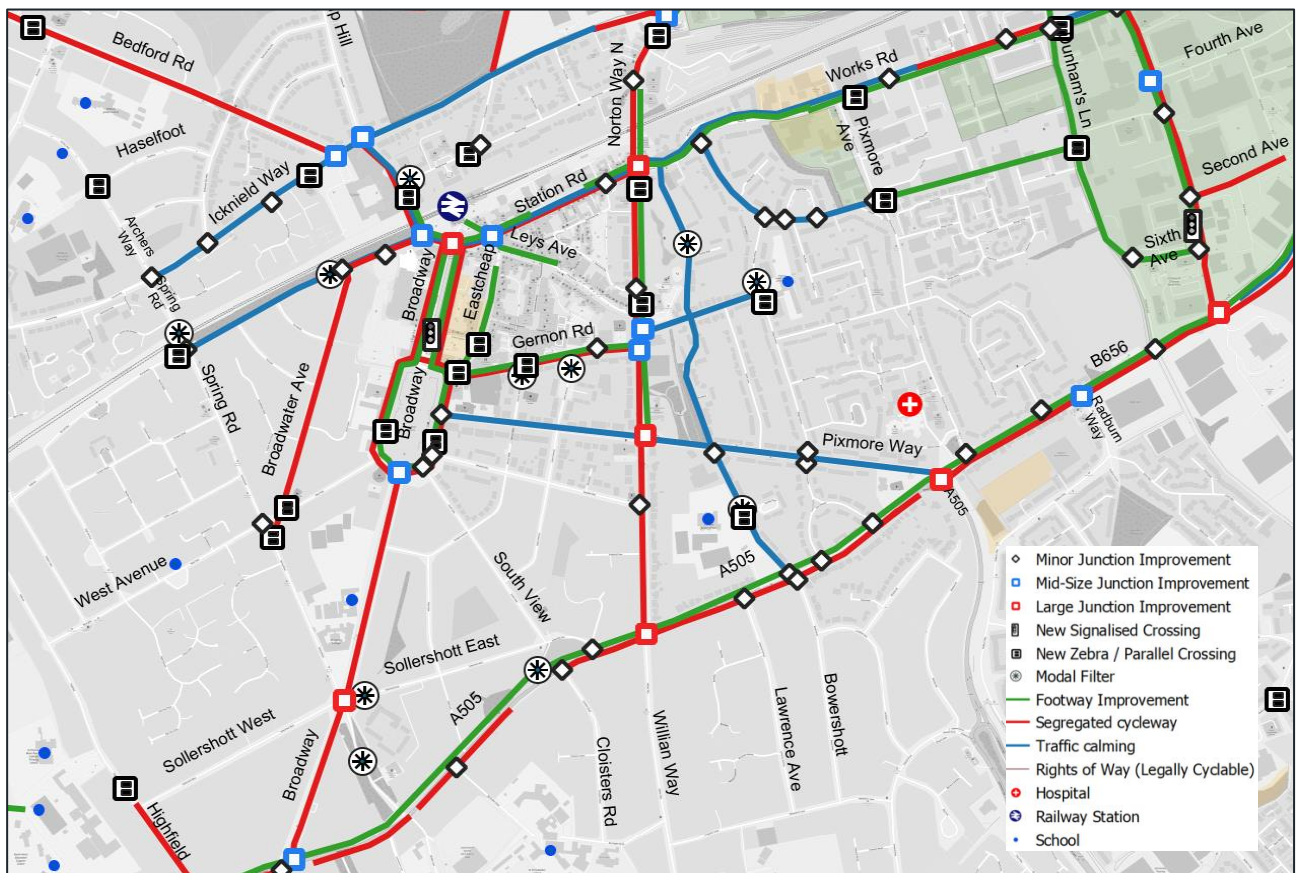 Bedford Rd
p Hill
Norton Way N
Works Rd
Dunham's Ln
Fourth Ave
Haselfoot
Pixmore
Ave
Second Ave
Icknield Way
Station Rd
Archers
Way
Leys Ave
Sixth
Ave
Spring
Rd
Broadway
Eastcheap
Gernon Rd
B656
Spring Rd
Broadwater Ave
Broadway
Radburn
Way
Pixmore Way
A505
West Avenue
South View
A505
Sollershott East
A505
Sollershott West
Broadway
Cloisters Rd
Willian Way
Lawrence Ave
Bowershott
Highfield
Minor Junction Improvement
Mid-Size Junction Improvement
Large Junction Improvement
New Signalised Crossing
New Zebra / Parallel Crossing
Modal Filter
Footway Improvement
Segregated cycleway
Traffic calming
Rights of Way (Legally Cyclable)
Hospital
Railway Station
School